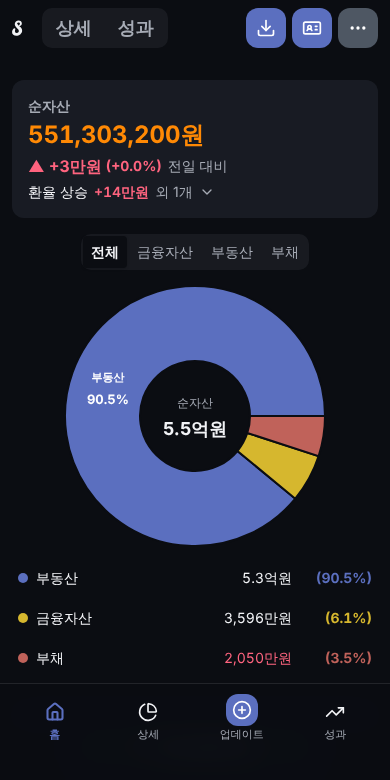 상세 성과
순자산
551,303,200원
▲ +3만원 (+0.0%) 전일 대비
환율 상승 +14만원 외 1개
전체 금융자산 부동산 부채
부동산
90.5%
순자산
5.5억원
부동산 5.3억원 (90.5%)
금융자산 3,596만원 (6.1%)
부채 2,050만원 (3.5%)
홈 상세 업데이트 성과